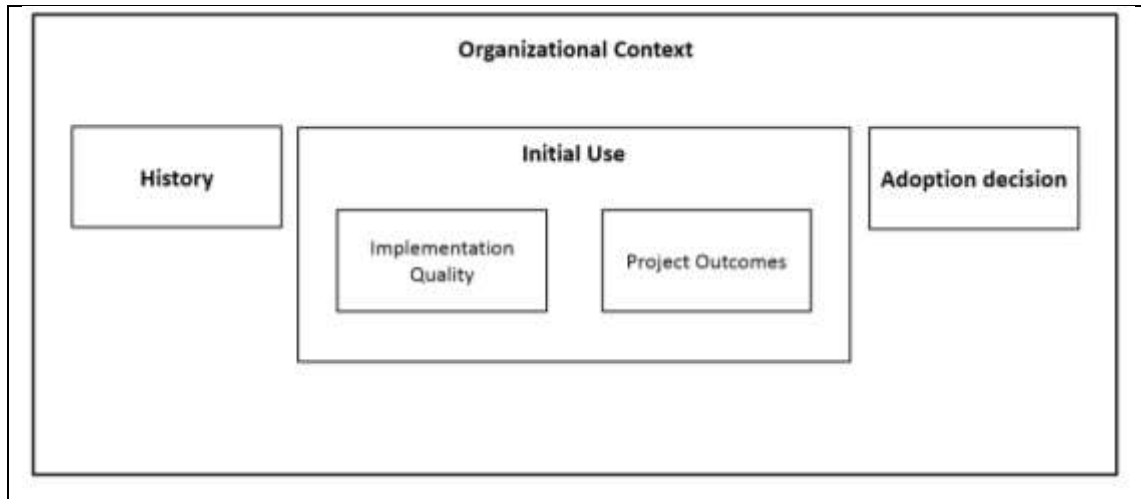 Organizational Context
History
Initial Use
Implementation
Quality
Project Outcomes
Adoption decision